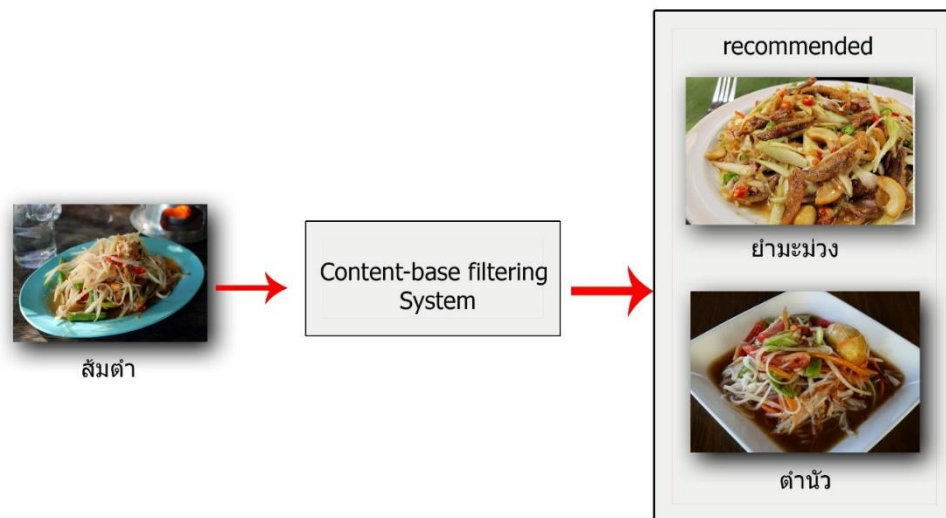 recommended
ยำมะม่วง
ส้มตำ
Content-base filtering
System
ตำนัว